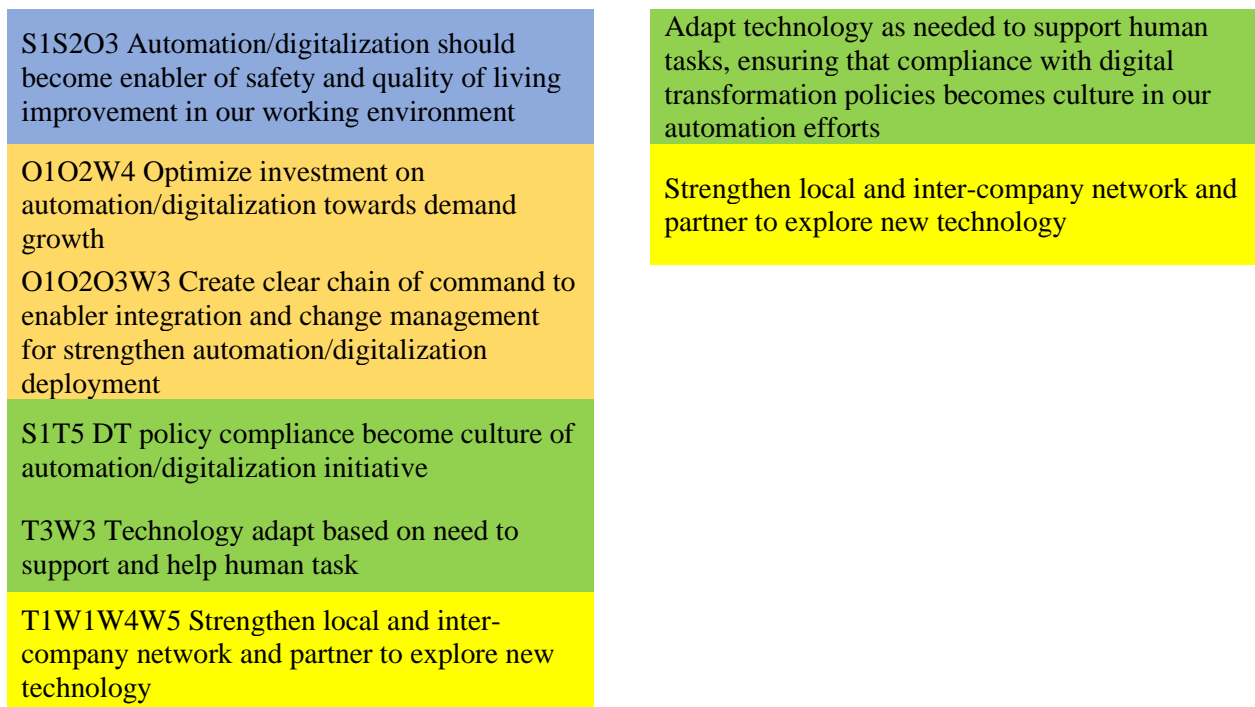 S1S2O3 Automation/digitalization should
become enabler of safety and quality of living
improvement in our working environment
O1O2W4 Optimize investment on
automation/digitalization towards demand
growth
O1O2O3W3 Create clear chain of command to
enabler integration and change management
for strengthen automation/digitalization
deployment
S1T5 DT policy compliance become culture of
automation/digitalization initiative
T3W3 Technology adapt based on need to
support and help human task
T1W1W4W5 Strengthen local and inter-
company network and partner to explore new
technology
Adapt technology as needed to support human
tasks, ensuring that compliance with digital
transformation policies becomes culture in our
automation efforts
Strengthen local and inter-company network and
partner to explore new technology